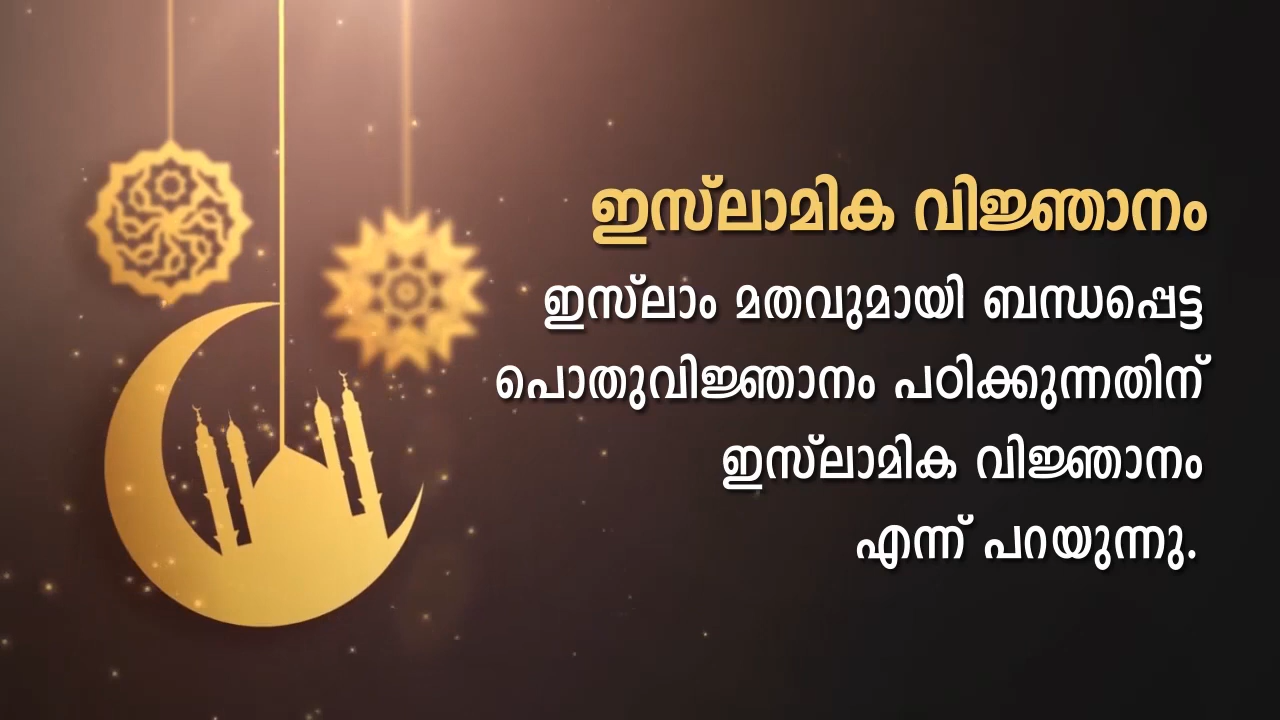 ഇസ്‌ലാമിക വിജ്ഞാനം
ഇസ്‌ലാം മതവുമായി ബന്ധപ്പെട്ട
പൊതുവിജ്ഞാനം പഠിക്കുന്നതിന്
ഇസ്‌ലാമിക വിജ്ഞാനം
എന്ന് പറയുന്നു.